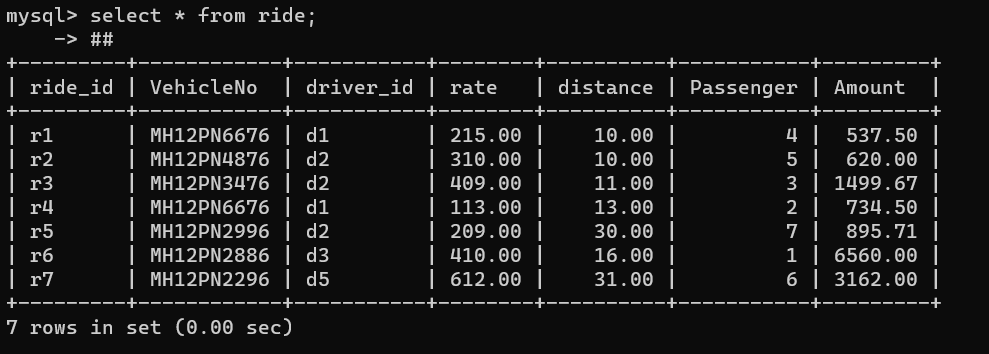 mysql> select * from ride;
    -> ##
+---------+------------+-----------+--------+----------+-----------+---------+
| ride_id | VehicleNo  | driver_id | rate   | distance | Passenger | Amount  |
+---------+------------+-----------+--------+----------+-----------+---------+
| r1      | MH12PN6676 | d1        | 215.00 |    10.00 |         4 |  537.50 |
| r2      | MH12PN4876 | d2        | 310.00 |    10.00 |         5 |  620.00 |
| r3      | MH12PN3476 | d2        | 409.00 |    11.00 |         3 | 1499.67 |
| r4      | MH12PN6676 | d1        | 113.00 |    13.00 |         2 |  734.50 |
| r5      | MH12PN2996 | d2        | 209.00 |    30.00 |         7 |  895.71 |
| r6      | MH12PN2886 | d3        | 410.00 |    16.00 |         1 | 6560.00 |
| r7      | MH12PN2296 | d5        | 612.00 |    31.00 |         6 | 3162.00 |
+---------+------------+-----------+--------+----------+-----------+---------+
7 rows in set (0.00 sec)